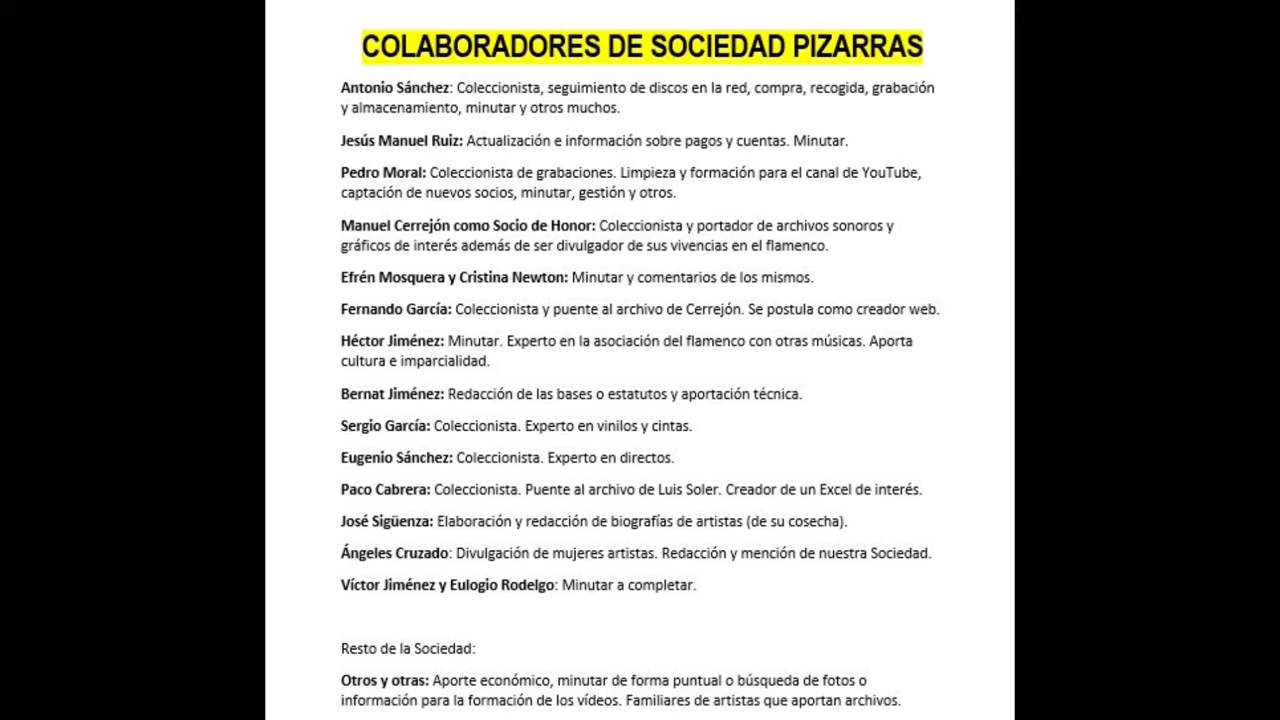 COLABORADORES DE SOCIEDAD PIZARRAS
Antonio Sánchez: Coleccionista, seguimiento de discos en la red, compra, recogida, grabación
y almacenamiento, minutar y otros muchos.
Jesús Manuel Ruiz: Actualización e información sobre pagos y cuentas. Minutar.
Pedro Moral: Coleccionista de grabaciones. Limpieza y formación para el canal de YouTube,
captación de nuevos socios, minutar, gestión y otros.
Manuel Cerrejón como Socio de Honor: Coleccionista y portador de archivos sonoros y
gráficos de interés además de ser divulgador de sus vivencias en el flamenco.
Efrén Mosquera y Cristina Newton: Minutar y comentarios de los mismos.
Fernando García: Coleccionista y puente al archivo de Cerrejón. Se postula como creador web.
Héctor Jiménez: Minutar. Experto en la asociación del flamenco con otras músicas. Aporta
cultura e imparcialidad.
Bernat Jiménez: Redacción de las bases o estatutos y aportación técnica.
Sergio García: Coleccionista. Experto en vinilos y cintas.
Eugenio Sánchez: Coleccionista. Experto en directos.
Paco Cabrera: Coleccionista. Puente al archivo de Luis Soler. Creador de un Excel de interés.
José Sigüenza: Elaboración y redacción de biografías de artistas (de su cosecha).
Ángeles Cruzado: Divulgación de mujeres artistas. Redacción y mención de nuestra Sociedad.
Víctor Jiménez y Eulogio Rodelgo: Minutar a completar.
Resto de la Sociedad:
Otros y otras: Aporte económico, minutar de forma puntual o búsqueda de fotos o
información para la formación de los vídeos. Familiares de artistas que aportan archivos.